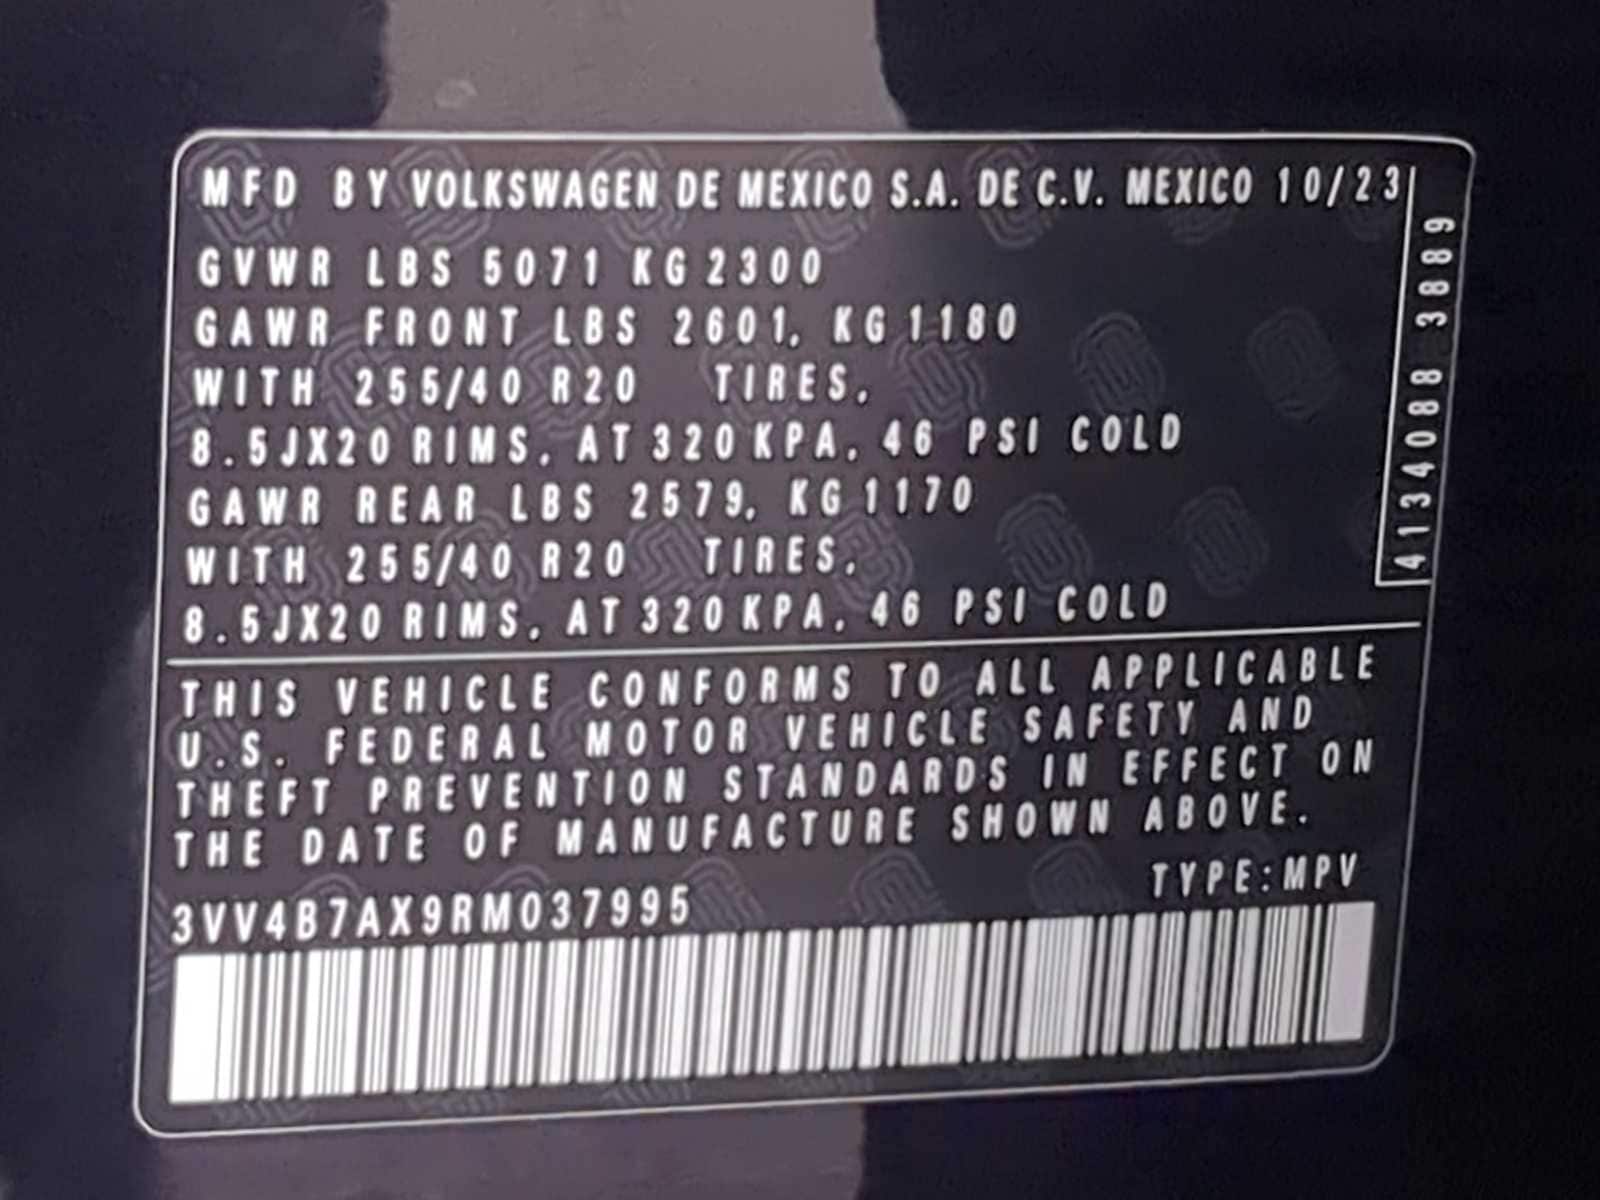 MFD BY VOLKSWAGEN DE MEXICO S.A. DE C.V. MEXICO 10/23
GVWR LBS 5071 KG 2300
GAWR FRONT LBS 2601, KG 1180
WITH 255/40 R20 TIRES,
8.5JX20 RIMS, AT 320 KPA, 46 PSI COLD
GAWR REAR LBS 2579, KG 1170
WITH 255/40 R20 TIRES,
8.5JX20 RIMS, AT 320 KPA, 46 PSI COLD
4134088 3889
THIS VEHICLE CONFORMS TO ALL APPLICABLE
U.S. FEDERAL MOTOR VEHICLE SAFETY AND
THEFT PREVENTION STANDARDS IN EFFECT ON
THE DATE OF MANUFACTURE SHOWN ABOVE.
TYPE:MPV
3VV4B7AX9RM037995